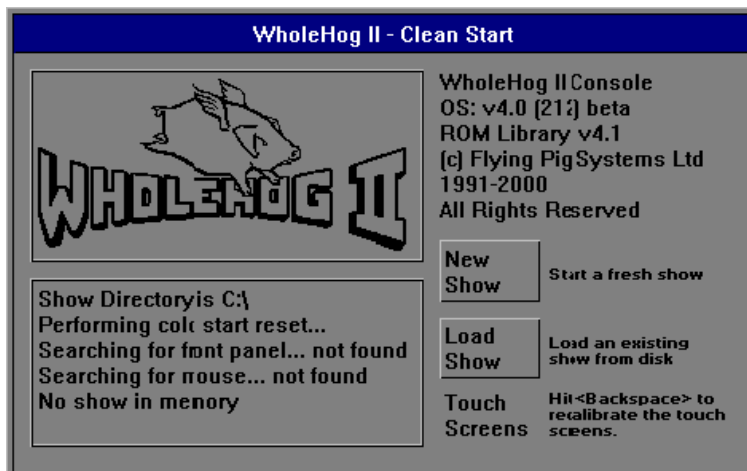 WholeHog II - Clean Start
WHOLEHOG II
WholeHog II Console
OS: v4.0 (212) beta
ROM Library v4.1
(c) Flying Pig Systems Ltd
1991-2000
All Rights Reserved
New
Show
Start a fresh show
Load
Show
Load an existing
show from disk
Touch
Screens
Hit <Backspace> to
recalibrate the touch
screens.
Show Directory is C:\
Performing cold start reset...
Searching for front panel... not found
Searching for mouse... not found
No show in memory